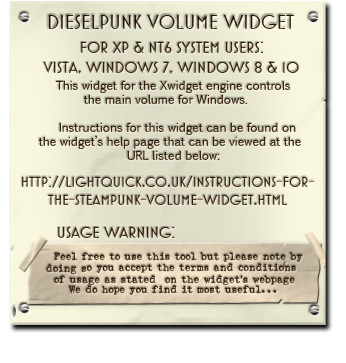 DIESELPUNK VOLUME WIDGET
FOR XP & NT6 SYSTEM USERS:
VISTA, WINDOWS 7, WINDOWS 8 & 10
This widget for the Xwidget engine controls
the main volume for Windows.
Instructions for this widget can be found on
the widget's help page that can be viewed at the
URL listed below:
HTTP://LIGHTQUICK.CO.UK/INSTRUCTIONS-FOR-
THE-STEAMPUNK-VOLUME-WIDGET.HTML
USAGE WARNING:
Feel free to use this tool but please note by
doing so you accept the terms and conditions
of usage as stated on the widget's webpage
We do hope you find it most useful...